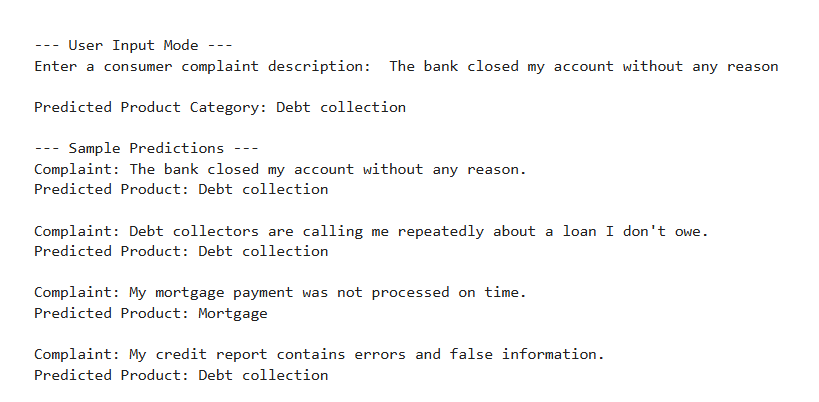 --- User Input Mode ---
Enter a consumer complaint description:  The bank closed my account without any reason
Predicted Product Category: Debt collection
--- Sample Predictions ---
Complaint: The bank closed my account without any reason.
Predicted Product: Debt collection
Complaint: Debt collectors are calling me repeatedly about a loan I don't owe.
Predicted Product: Debt collection
Complaint: My mortgage payment was not processed on time.
Predicted Product: Mortgage
Complaint: My credit report contains errors and false information.
Predicted Product: Debt collection